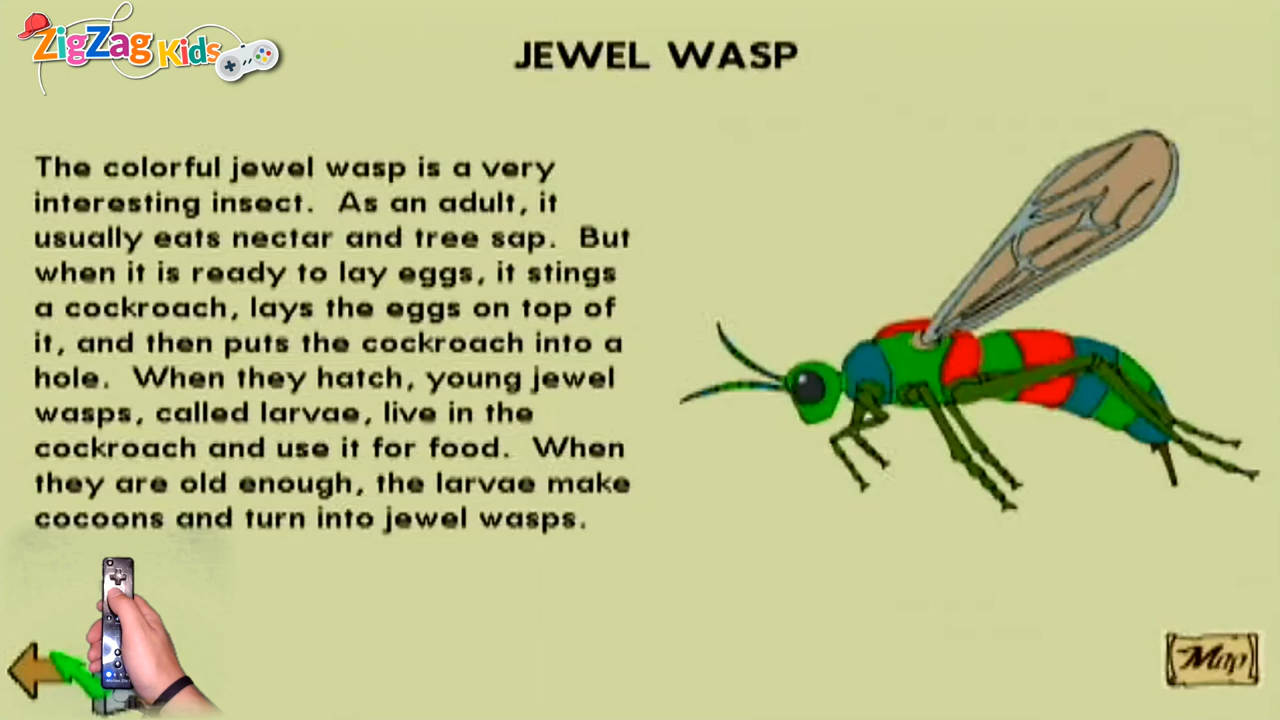 ZigZag Kids
JEWEL WASP
The colorful jewel wasp is a very
interesting insect.  As an adult, it
usually eats nectar and tree sap.  But
when it is ready to lay eggs, it stings
a cockroach, lays the eggs on top of
it, and then puts the cockroach into a
hole.  When they hatch, young jewel
wasps, called larvae, live in the
cockroach and use it for food.  When
they are old enough, the larvae make
cocoons and turn into jewel wasps.
Map